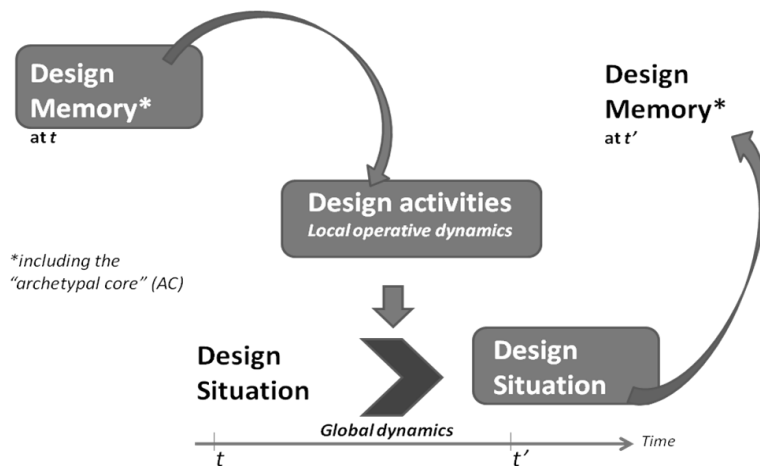 Design
Memory*
at t
Design
Memory*
at t’
Design activities
Local operative dynamics
*including the
“archetypal core” (AC)
Design
Situation
Design
Situation
Global dynamics
Time
t
t’